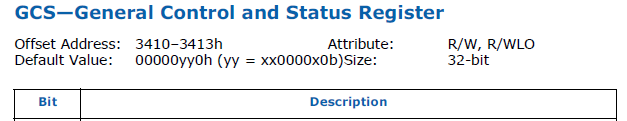 GCS—General Control and Status Register
Offset Address: 3410–3413h Attribute: R/W, R/WLO
Default Value: 00000yy0h (yy = xx0000x0b)Size: 32-bit
Bit Description